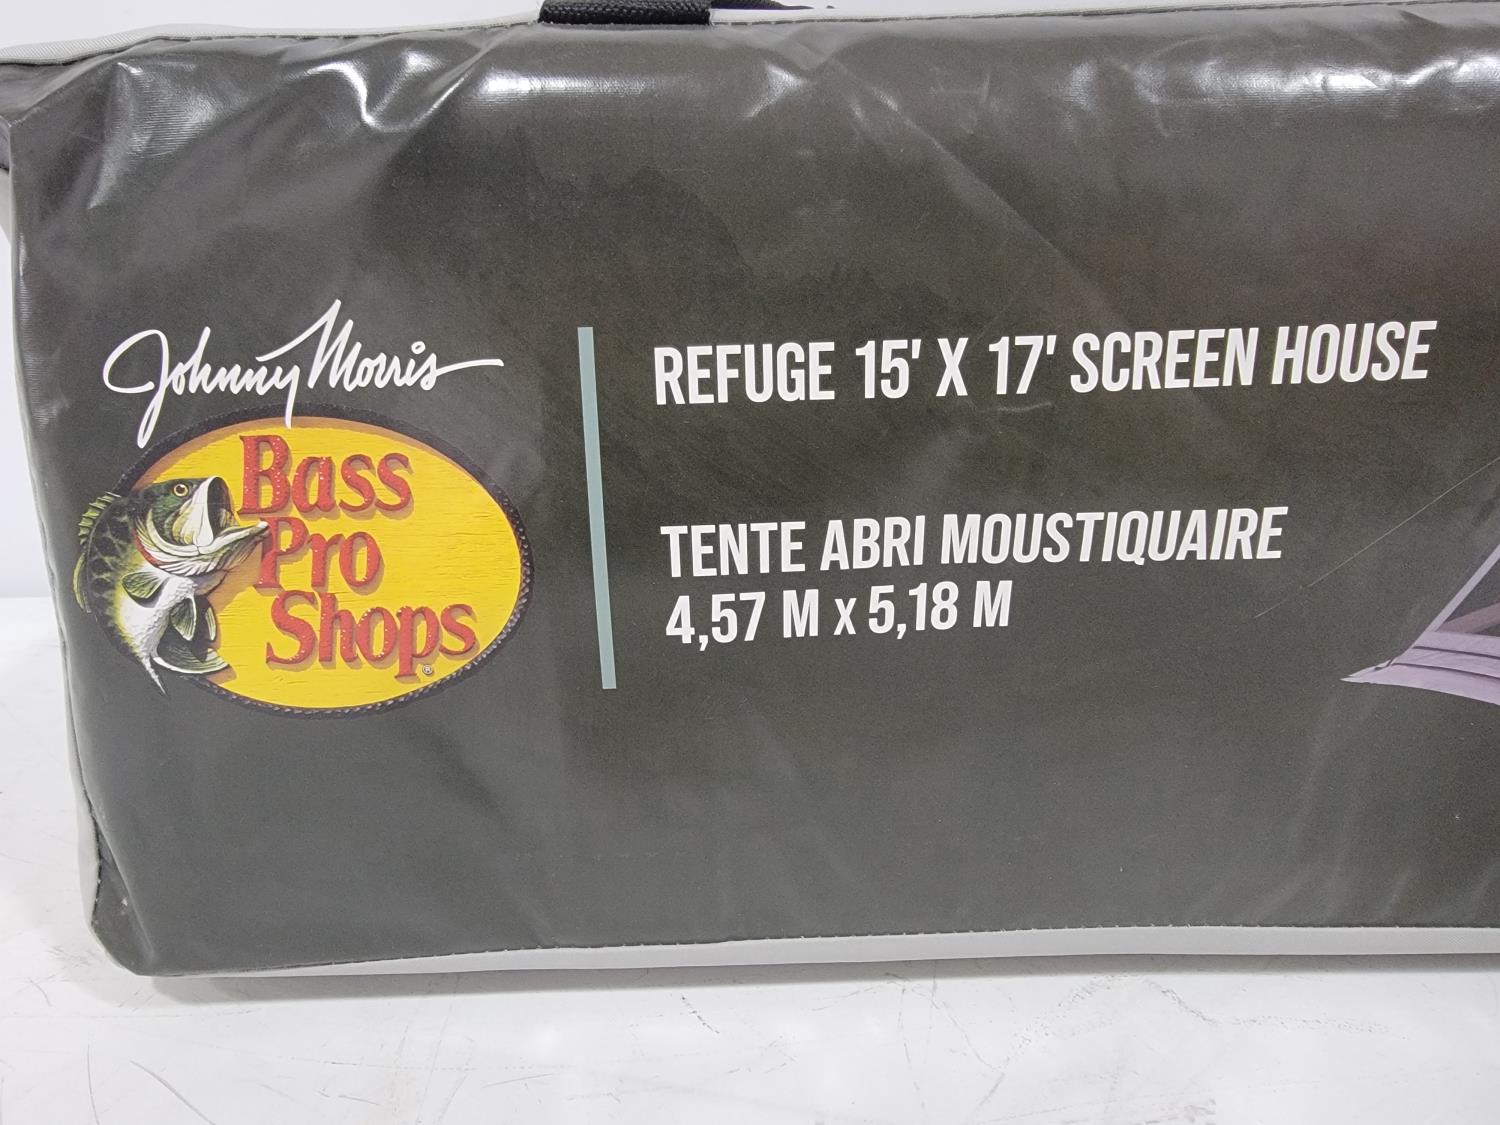 Johnny Morris
Bass
Pro
Shops®
REFUGE 15' X 17' SCREEN HOUSE
TENTE ABRI MOUSTIQUAIRE
4,57 M x 5,18 M